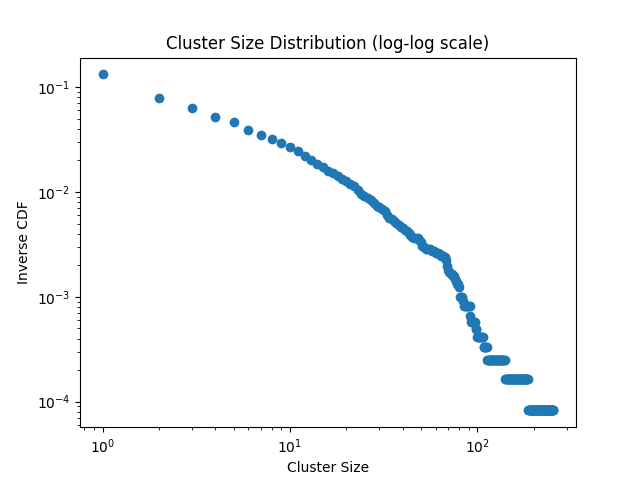 Cluster Size Distribution (log-log scale)
Inverse CDF
10⁻¹
10⁻²
10⁻³
10⁻⁴
10⁰ 10¹ 10²
Cluster Size